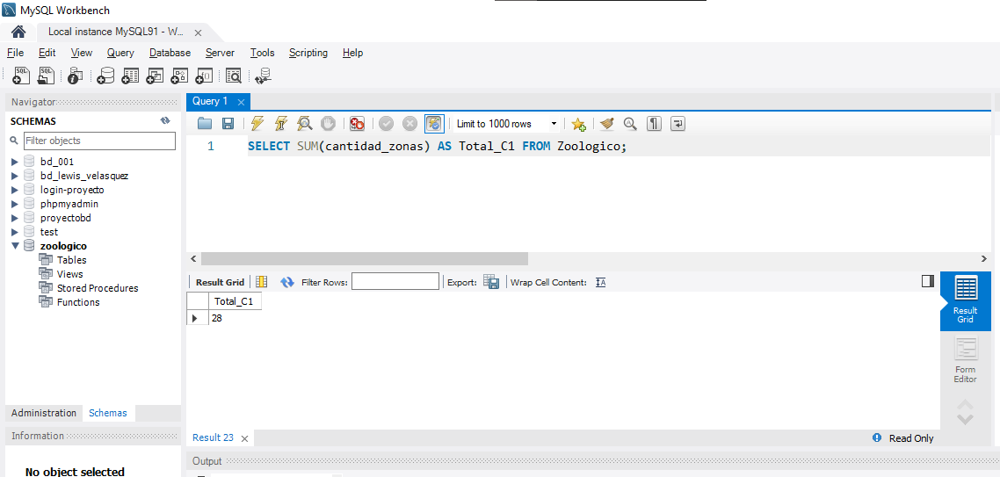 MySQL Workbench
Local instance MySQL91 - W...
File Edit View Query Database Server Tools Scripting Help
Navigator
SCHEMAS
Filter objects
bd_001
bd_lewis_velasquez
login-proyecto
phpmyadmin
proyectobd
test
zoologico
Tables
Views
Stored Procedures
Functions
Administration Schemas
Information
No object selected
Query 1
Limit to 1000 rows
1 SELECT SUM(cantidad_zonas) AS Total_C1 FROM Zoologico;
Result Grid Filter Rows: Export: Wrap Cell Content:
Total_C1
28
Result
Grid
Form
Editor
Result 23
Read Only
Output